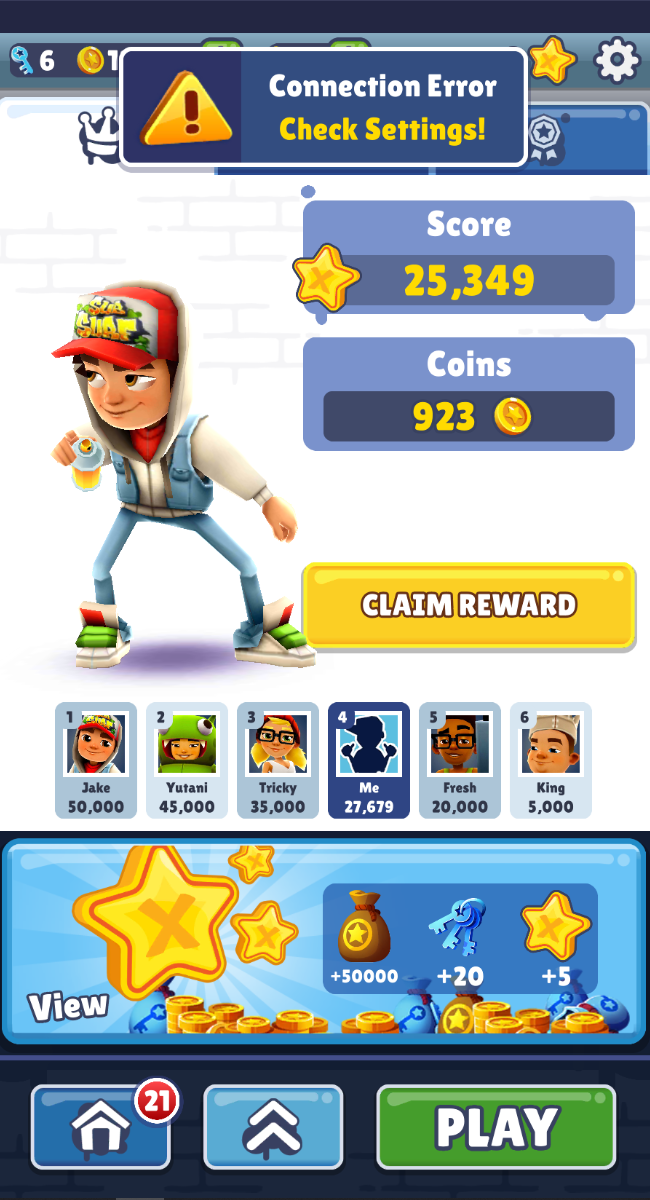 6
Connection Error
Check Settings!
Score
25,349
Coins
923
CLAIM REWARD
1 2 3 4 5 6
Jake Yutani Tricky Me Fresh King
50,000 45,000 35,000 27,679 20,000 5,000
+50000 +20 +5
View
21
PLAY